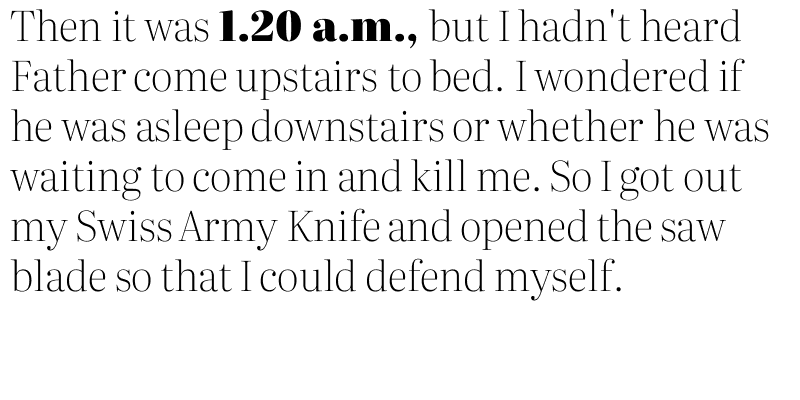 Then it was 1.20 a.m., but I hadn't heard
Father come upstairs to bed. I wondered if
he was asleep downstairs or whether he was
waiting to come in and kill me. So I got out
my Swiss Army Knife and opened the saw
blade so that I could defend myself.